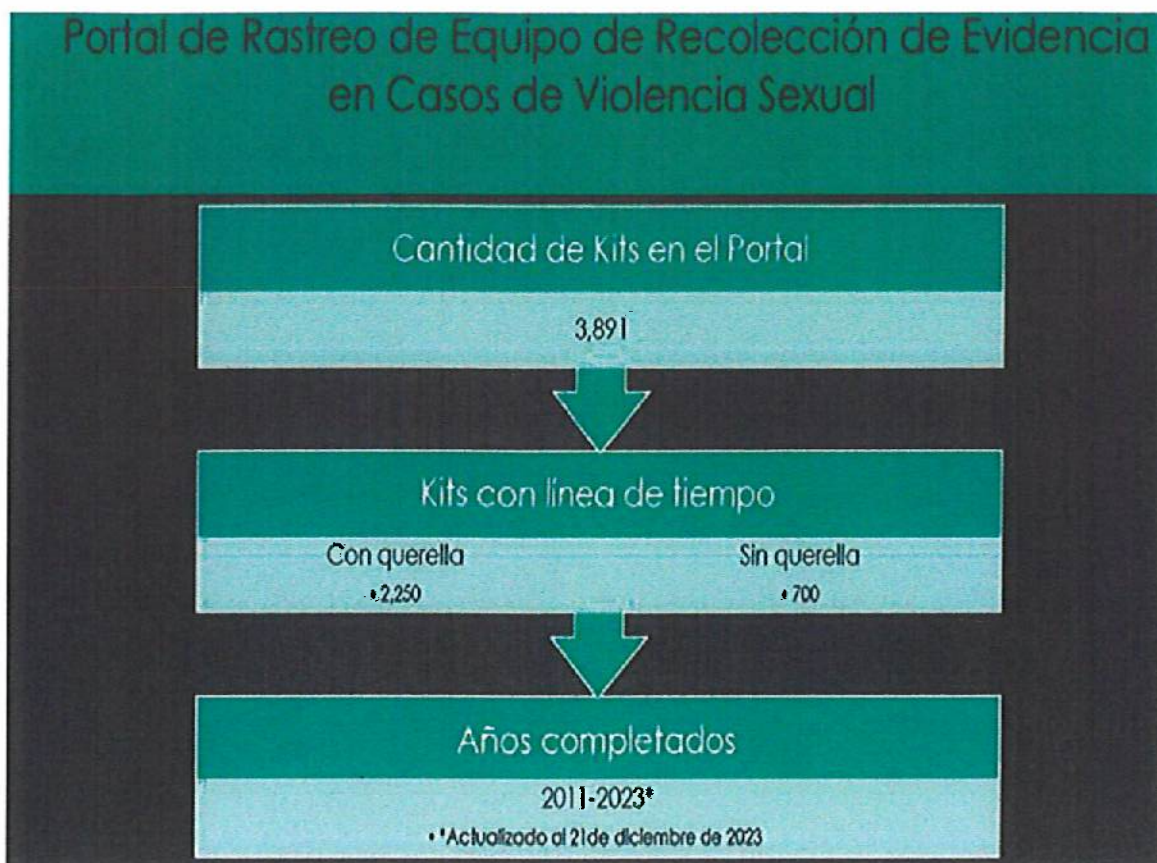 Portal de Rastreo de Equipo de Recolección de Evidencia
en Casos de Violencia Sexual
Cantidad de Kits en el Portal
3,891
Kits con línea de tiempo
Con querella
• 2,250
Sin querella
• 700
Años completados
2011-2023*
• *Actualizado al 21de diciembre de 2023